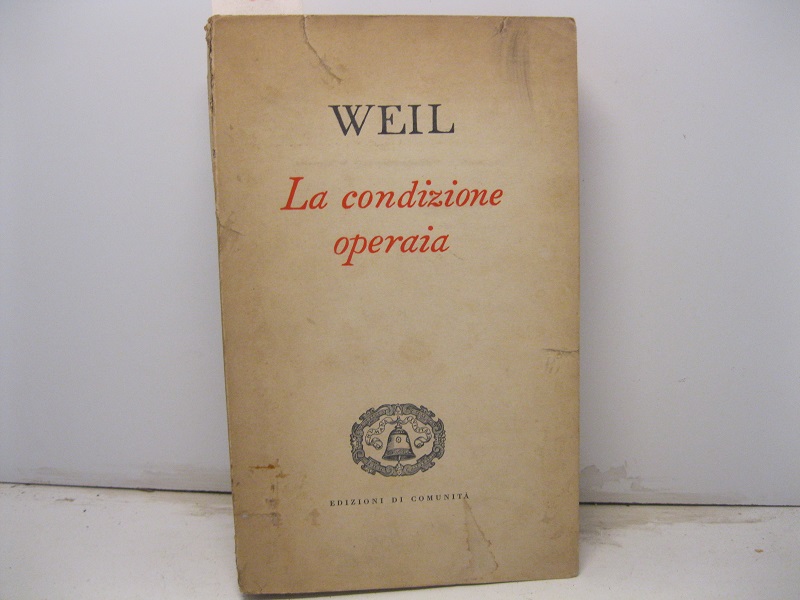 WEIL
La condizione
operaia
EDIZIONI DI COMUNITÀ